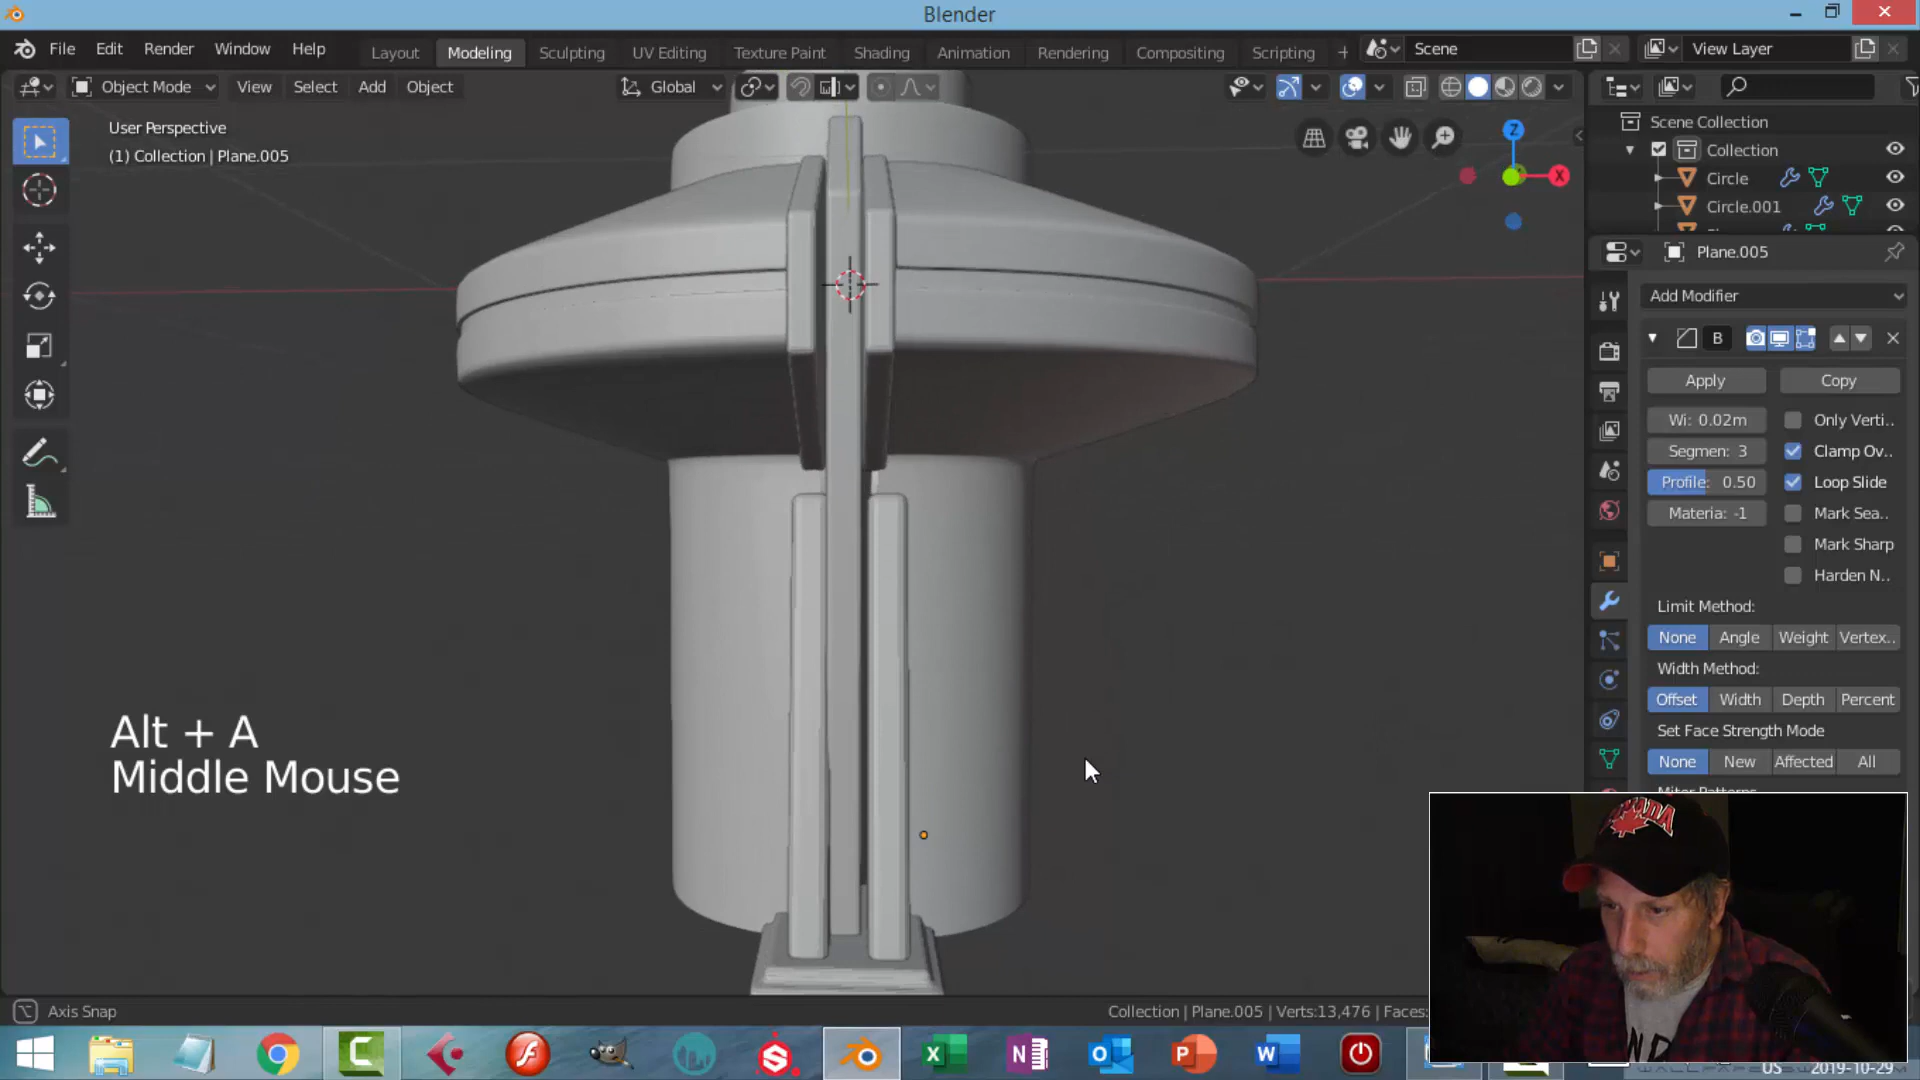 Blender
File Edit Render Window Help
Layout Modeling Sculpting UV Editing Texture Paint Shading Animation Rendering Compositing Scripting +
Scene
View Layer
Object Mode View Select Add Object
Global
User Perspective
(1) Collection | Plane.005
Z
X
Scene Collection
Collection
Circle
Circle.001
Plane.005
Add Modifier
B
Apply Copy
Wi: 0.02m Only Verti..
Segmen: 3 Clamp Ov..
Profile: 0.50 Loop Slide
Materia: -1 Mark Sea..
Mark Sharp
Harden N..
Limit Method:
None Angle Weight Vertex..
Width Method:
Offset Width Depth Percent
Set Face Strength Mode
None New Affected All
Alt + A
Middle Mouse
CANADA
Axis Snap
Collection | Plane.005 | Verts:13,476 | Faces:
US 2019-10-29